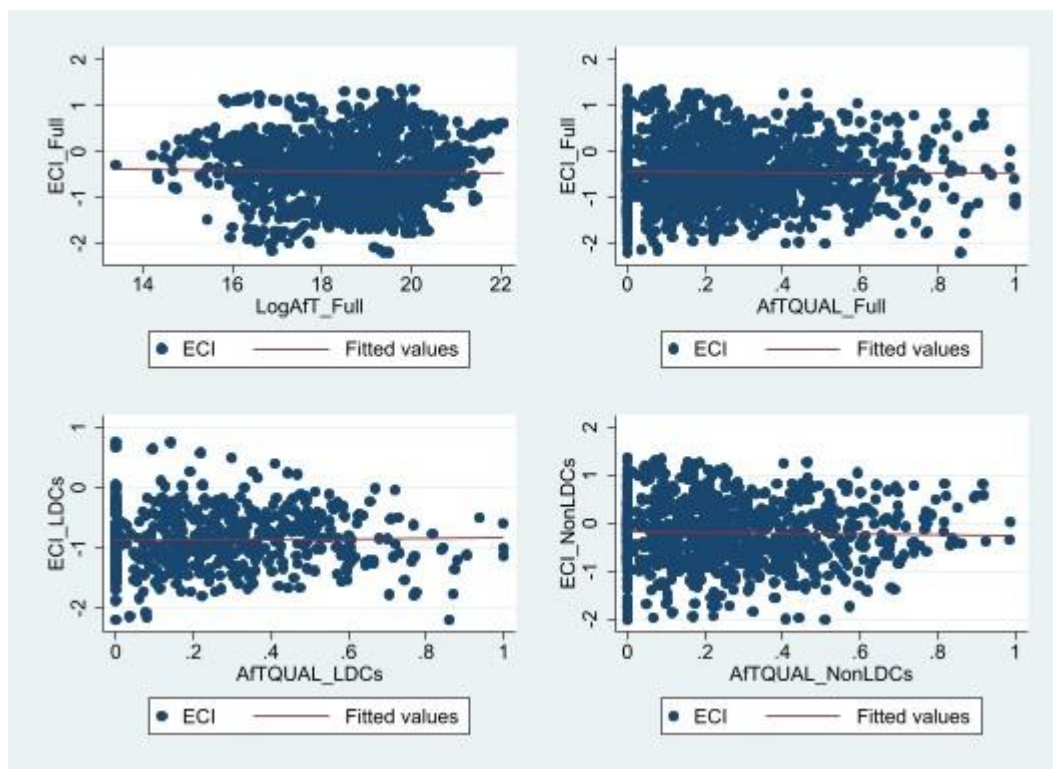 2
1
0
-1
-2
ECI_Full
14 16 18 20 22
LogAfT_Full
ECI Fitted values
2
1
0
-1
-2
ECI_Full
0 .2 .4 .6 .8 1
AfTQUAL_Full
ECI Fitted values
1
0
-1
-2
ECI_LDCs
0 .2 .4 .6 .8 1
AfTQUAL_LDCs
ECI Fitted values
2
1
0
-1
-2
ECI_NonLDCs
0 .2 .4 .6 .8 1
AfTQUAL_NonLDCs
ECI Fitted values